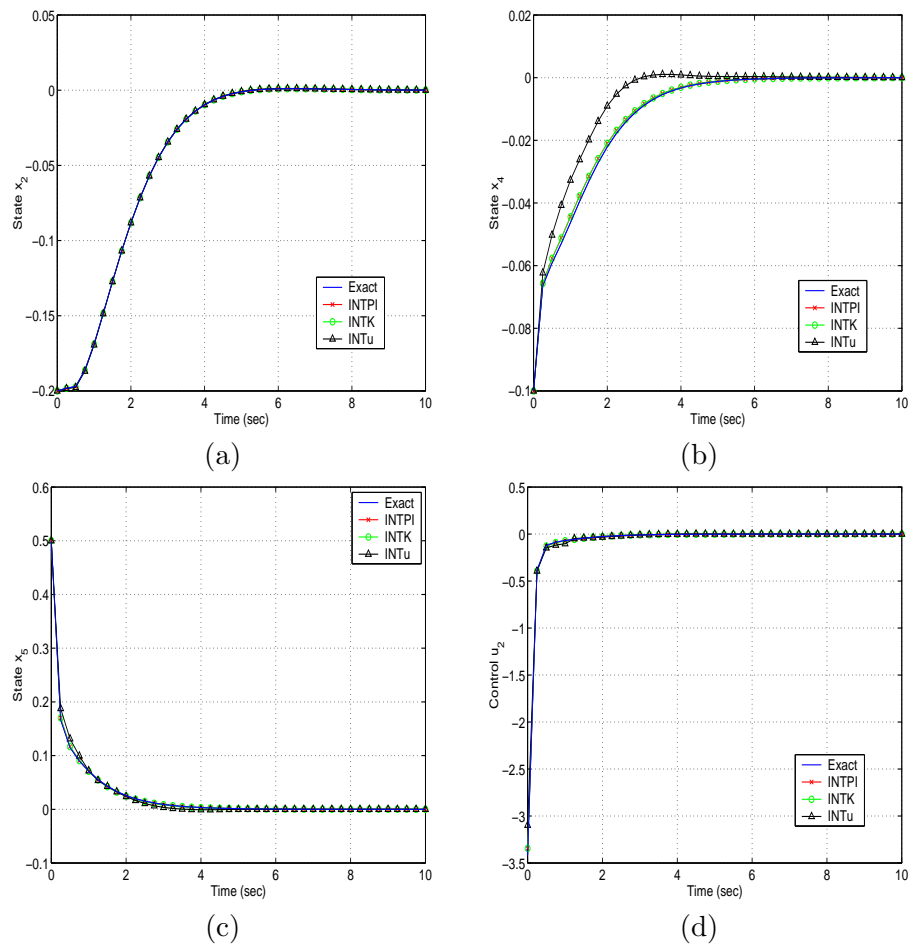 0.05
0
−0.05
−0.1
−0.15
−0.2
0 2 4 6 8 10
State x2
Time (sec)
Exact
INTPI
INTK
INTu
(a)
0.02
0
−0.02
−0.04
−0.06
−0.08
−0.1
0 2 4 6 8 10
State x4
Time (sec)
Exact
INTPI
INTK
INTu
(b)
0.6
0.5
0.4
0.3
0.2
0.1
0
−0.1
0 2 4 6 8 10
State x5
Time (sec)
Exact
INTPI
INTK
INTu
(c)
0.5
0
−0.5
−1
−1.5
−2
−2.5
−3
−3.5
0 2 4 6 8 10
Control u2
Time (sec)
Exact
INTPI
INTK
INTu
(d)